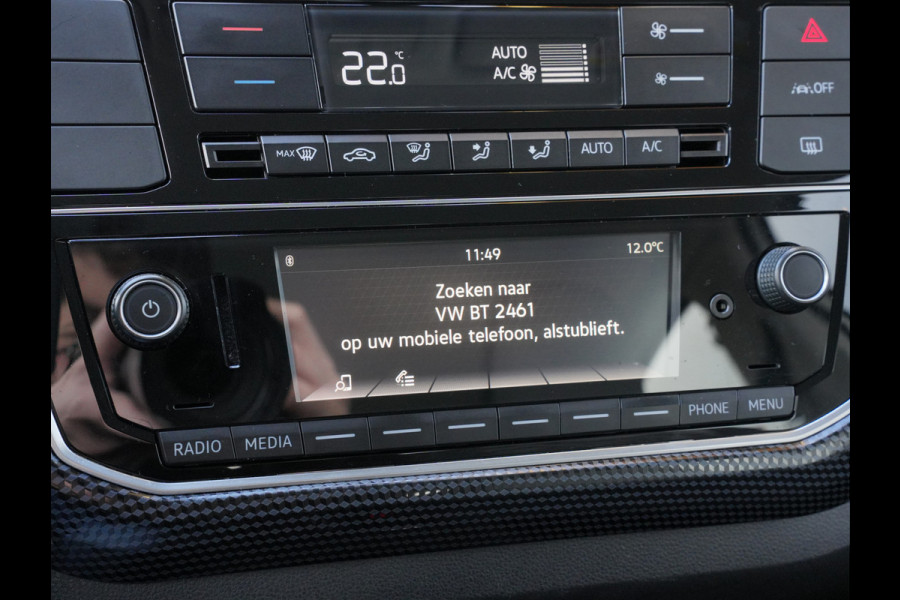 22.0 °C
AUTO
A/C
OFF
MAX
AUTO
A/C
11:49
12.0°C
Zoeken naar
VW BT 2461
op uw mobiele telefoon, alstublieft.
RADIO
MEDIA
PHONE
MENU